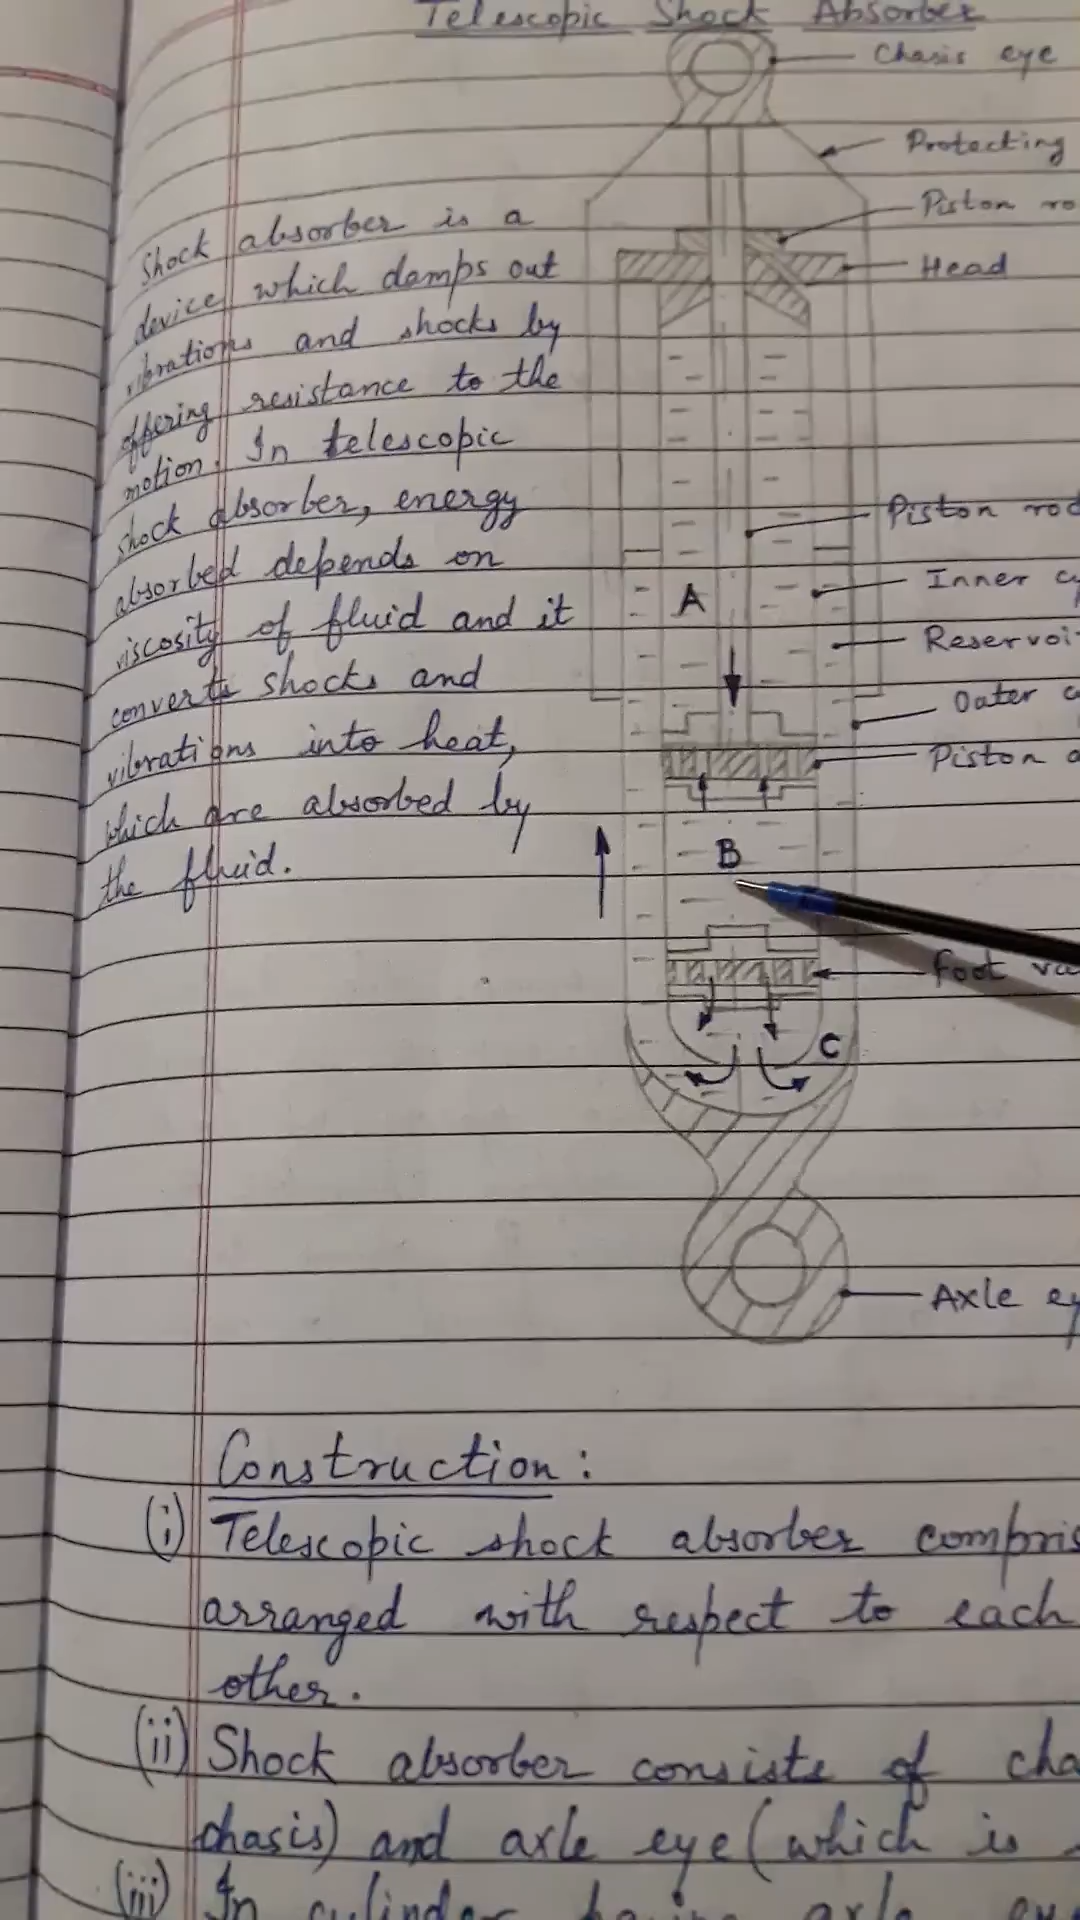 Telescopic Shock Absorber
Chasis eye
Protecting
Piston
Head
Shock absorber is a
device which damps out
vibrations and shocks by
offering resistance to the
motion. In telescopic
shock absorber, energy
absorbed depends on
viscosity of fluid and it
converts shocks and
vibrations into heat,
which are absorbed by
the fluid.
Piston rod
A
Inner
Outer
Piston
B
Foot
C
Axle
Construction:
(i) Telescopic shock absorber
arranged with respect to each
other.
(ii) Shock absorber consists of
chasis) and axle eye (which is
(iii) In